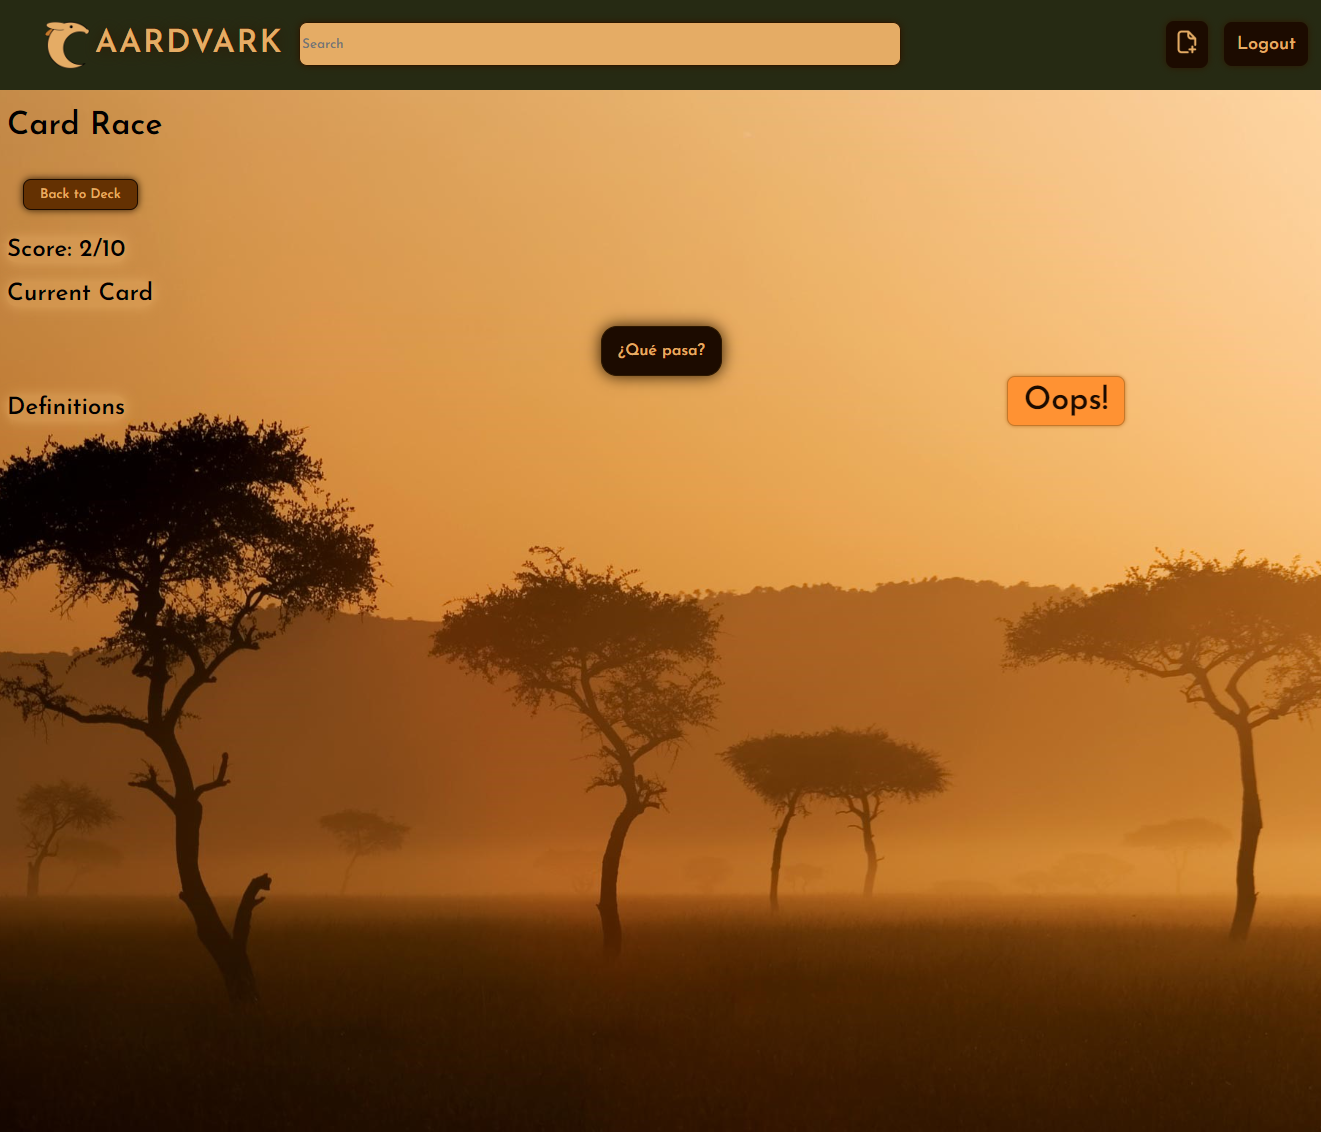 AARDVARK
Search
Logout
Card Race
Back to Deck
Score: 2/10
Current Card
¿Qué pasa?
Definitions
Oops!